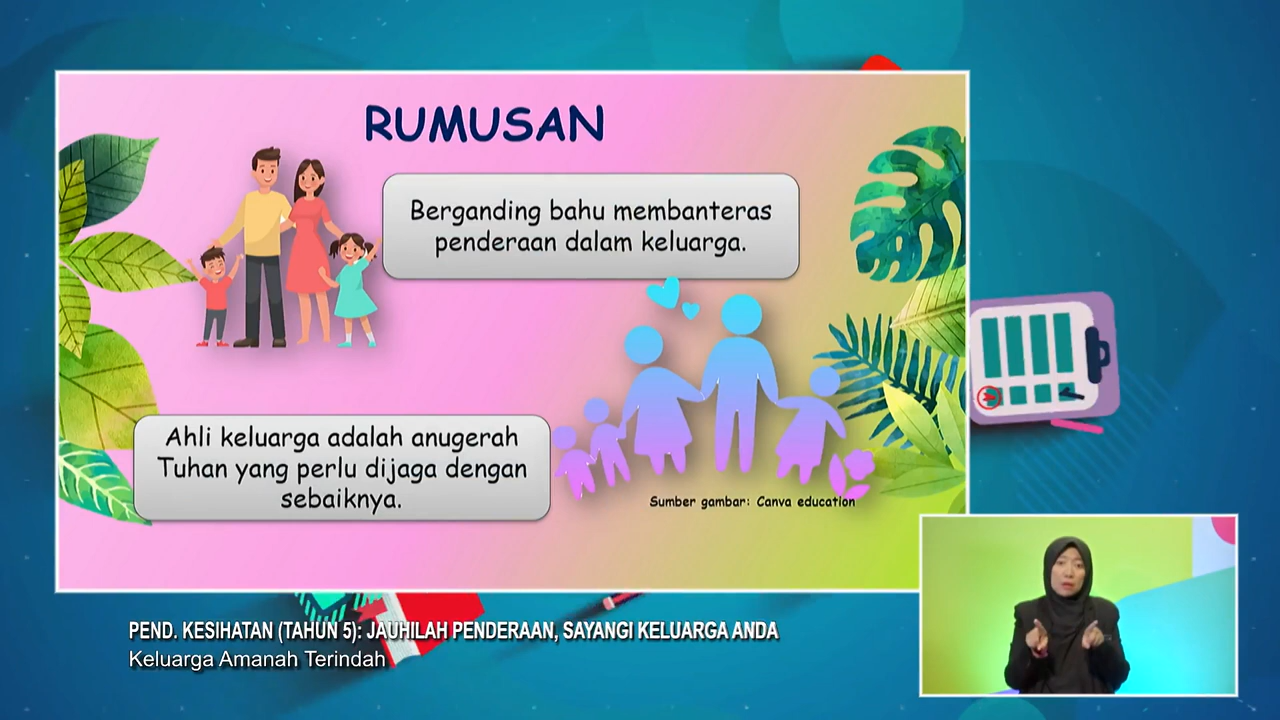 RUMUSAN
Berganding bahu membanteras
penderaan dalam keluarga.
Ahli keluarga adalah anugerah
Tuhan yang perlu dijaga dengan
sebaiknya.
Sumber gambar: Canva education
PEND. KESIHATAN (TAHUN 5): JAUHILAH PENDERAAN, SAYANGI KELUARGA ANDA
Keluarga Amanah Terindah